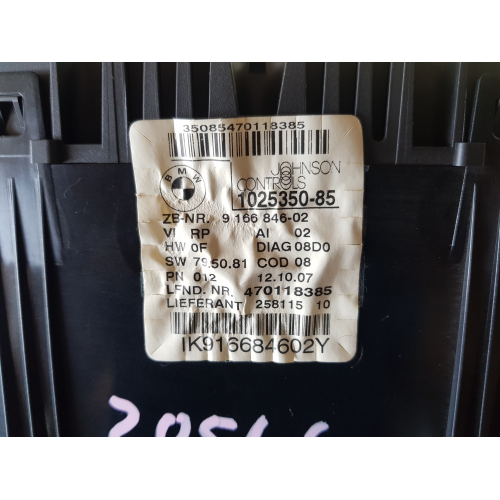 35085470118385
BMW
JOHNSON
CONTROLS
1025350-85
ZB-NR. 9 166 846-02
RP AI 02
HW 0F DIAG 08D0
SW 79.50.81 COD 08
PN 012 12.10.07
LFND. NR. 470118385
LIEFERANT 258115 10
IK916684602Y